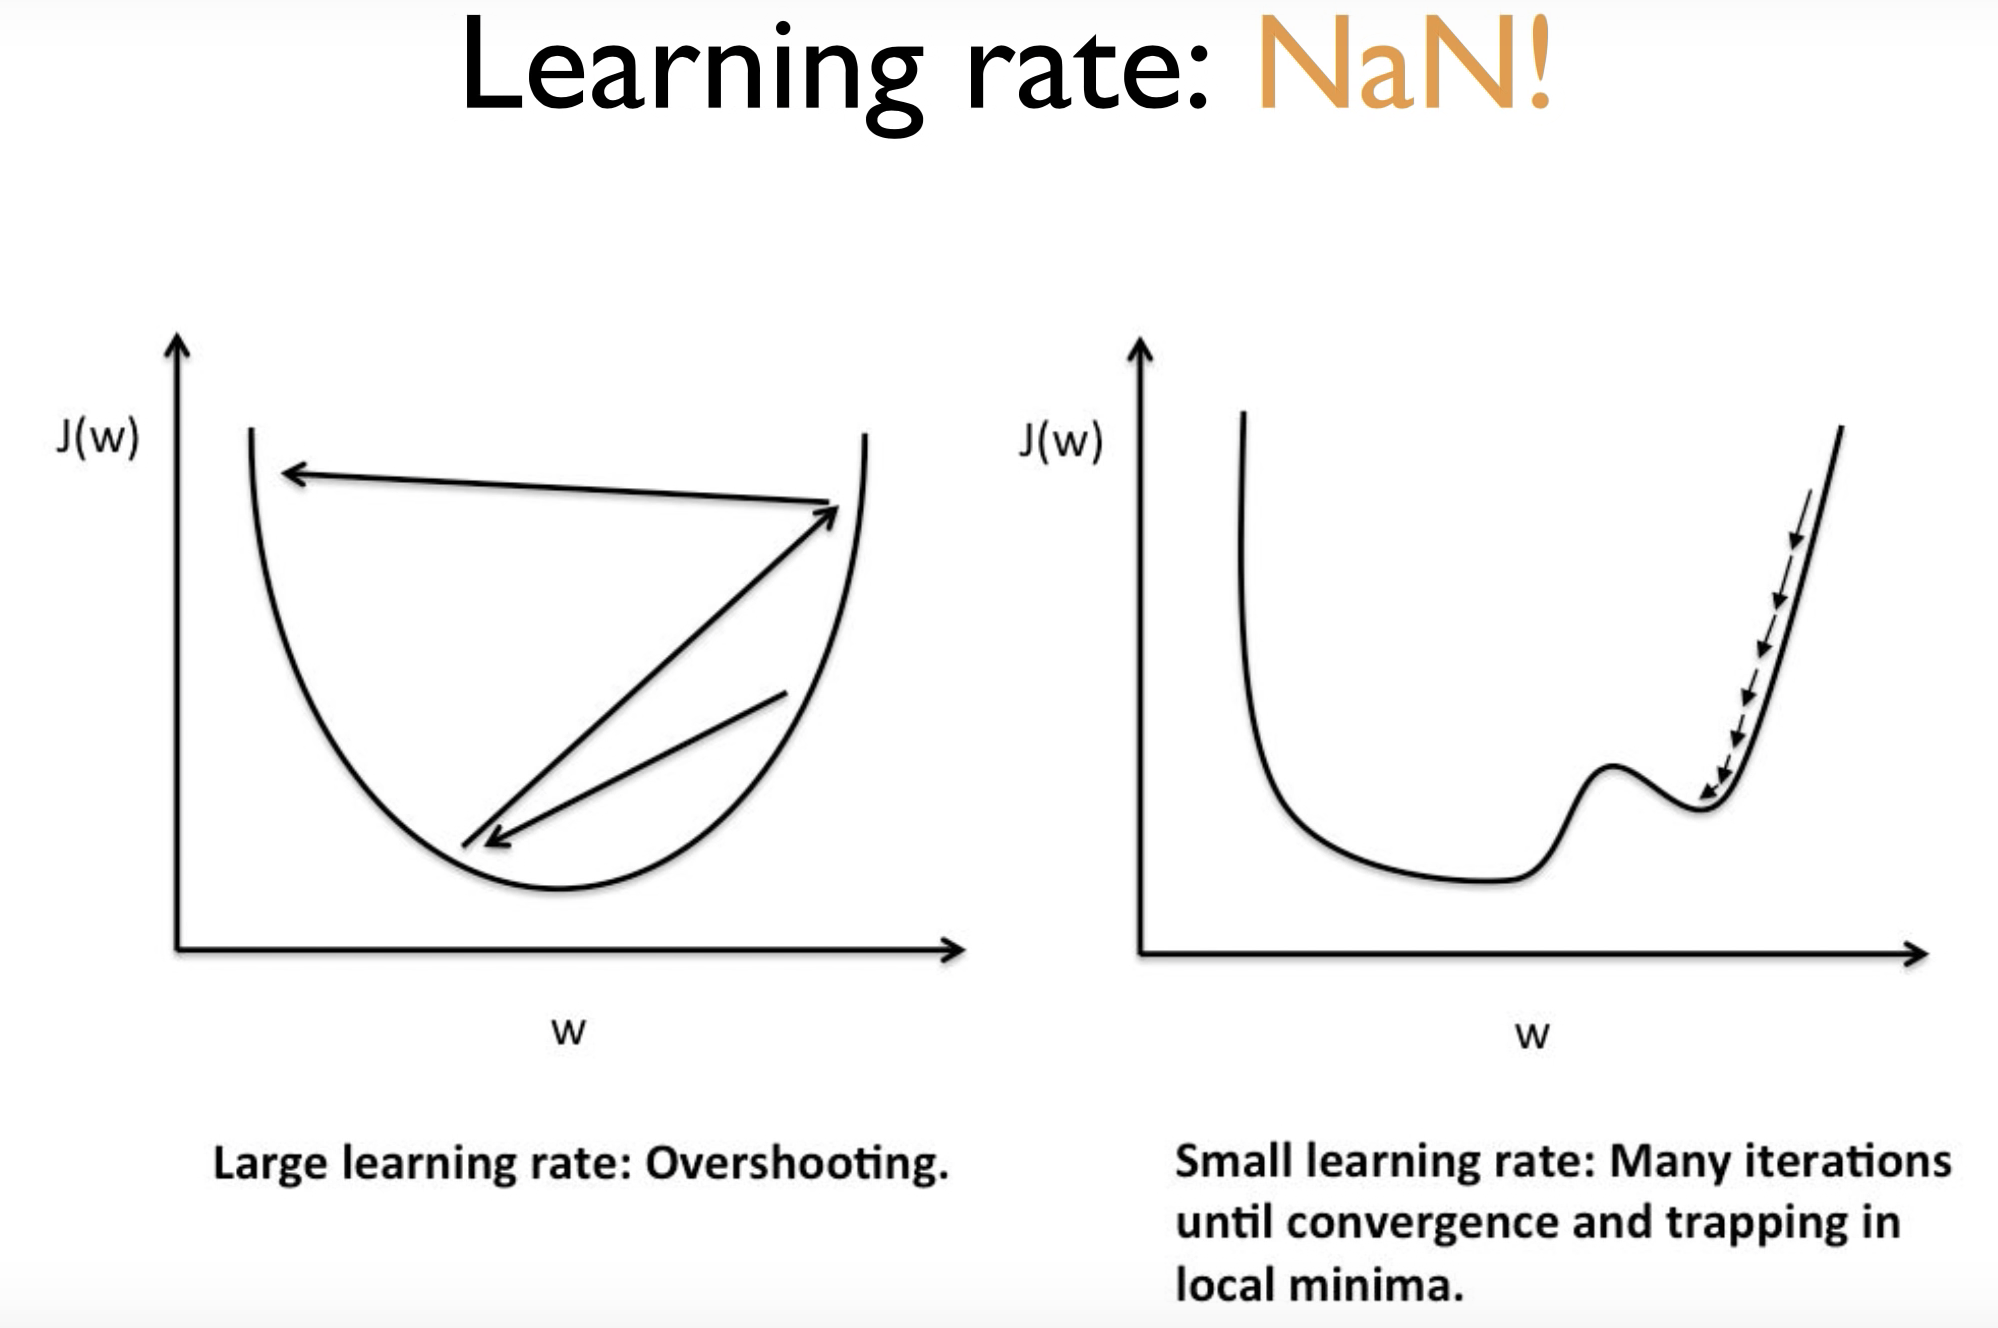 Learning rate: NaN!
J(w)
w
Large learning rate: Overshooting.
J(w)
w
Small learning rate: Many iterations
until convergence and trapping in
local minima.